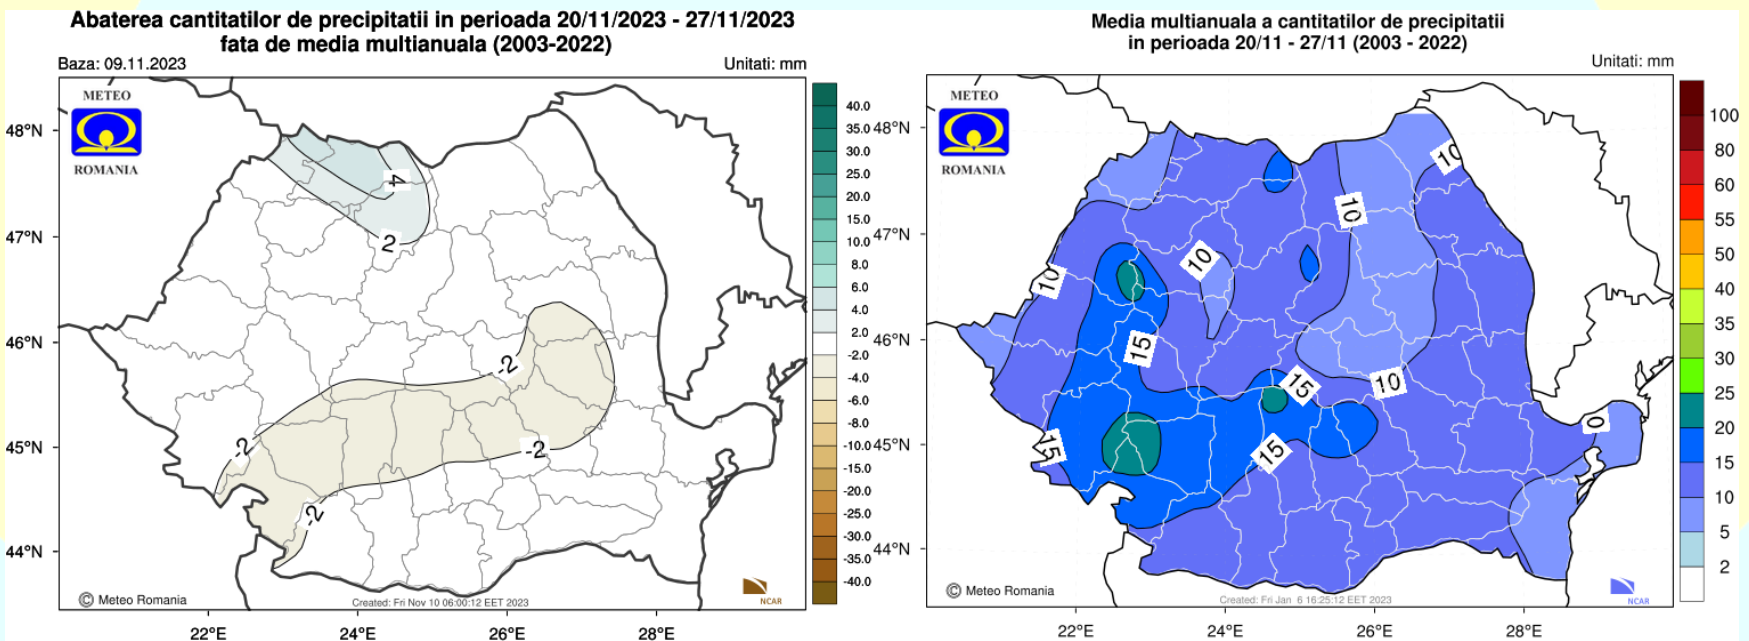 Abaterea cantitatilor de precipitatii in perioada 20/11/2023 - 27/11/2023
fata de media multianuala (2003-2022)
Baza: 09.11.2023
Unitati: mm
METEO
ROMANIA
48°N
47°N
46°N
45°N
44°N
4
2
-2
-2
-2
-2
40.0
35.0
30.0
25.0
20.0
15.0
10.0
8.0
6.0
4.0
2.0
-2.0
-4.0
-6.0
-8.0
-10.0
-15.0
-20.0
-25.0
-30.0
-35.0
-40.0
© Meteo Romania
Created: Fri Nov 10 06:00:12 EET 2023
NCAR
22°E
24°E
26°E
28°E
Media multianuala a cantitatilor de precipitatii
in perioada 20/11 - 27/11 (2003 - 2022)
Unitati: mm
METEO
ROMANIA
48°N
47°N
46°N
45°N
44°N
10
10
10
10
15
15
10
0
15
15
100
80
60
55
50
40
35
30
25
20
15
10
5
2
© Meteo Romania
Created: Fri Jan 6 16:25:12 EET 2023
NCAR
22°E
24°E
26°E
28°E